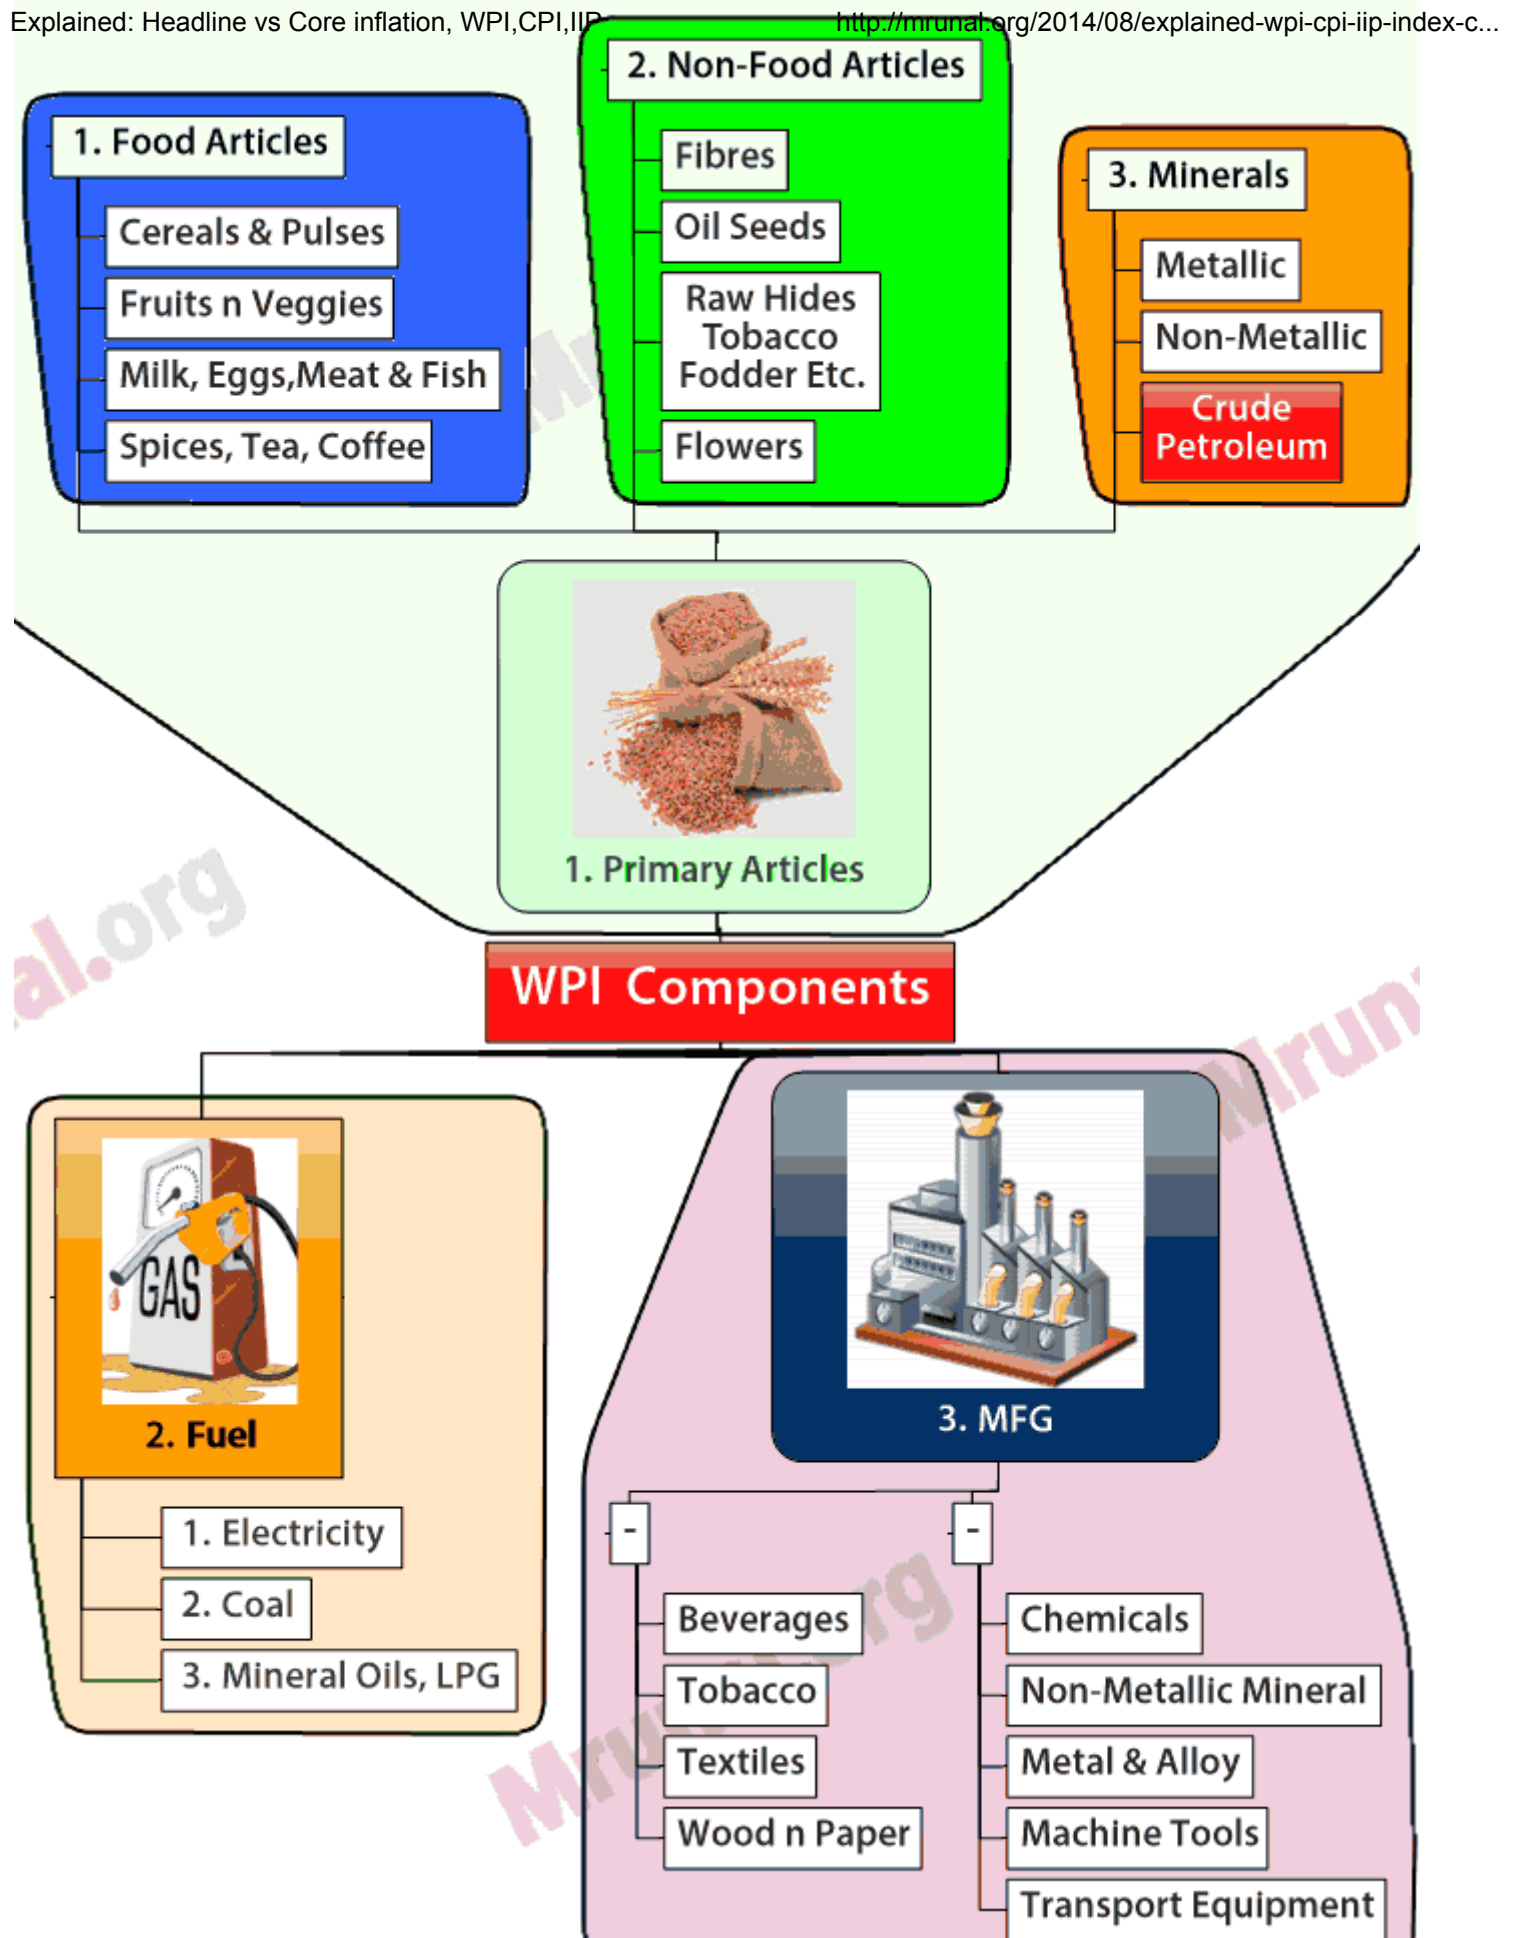 Explained: Headline vs Core inflation, WPI,CPI,IIP
http://mrunal.org/2014/08/explained-wpi-cpi-iip-index-c...
1. Food Articles
Cereals & Pulses
Fruits n Veggies
Milk, Eggs,Meat & Fish
Spices, Tea, Coffee
2. Non-Food Articles
Fibres
Oil Seeds
Raw Hides
Tobacco
Fodder Etc.
Flowers
3. Minerals
Metallic
Non-Metallic
Crude
Petroleum
1. Primary Articles
WPI Components
GAS
2. Fuel
1. Electricity
2. Coal
3. Mineral Oils, LPG
3. MFG
-
Beverages
Tobacco
Textiles
Wood n Paper
-
Chemicals
Non-Metallic Mineral
Metal & Alloy
Machine Tools
Transport Equipment